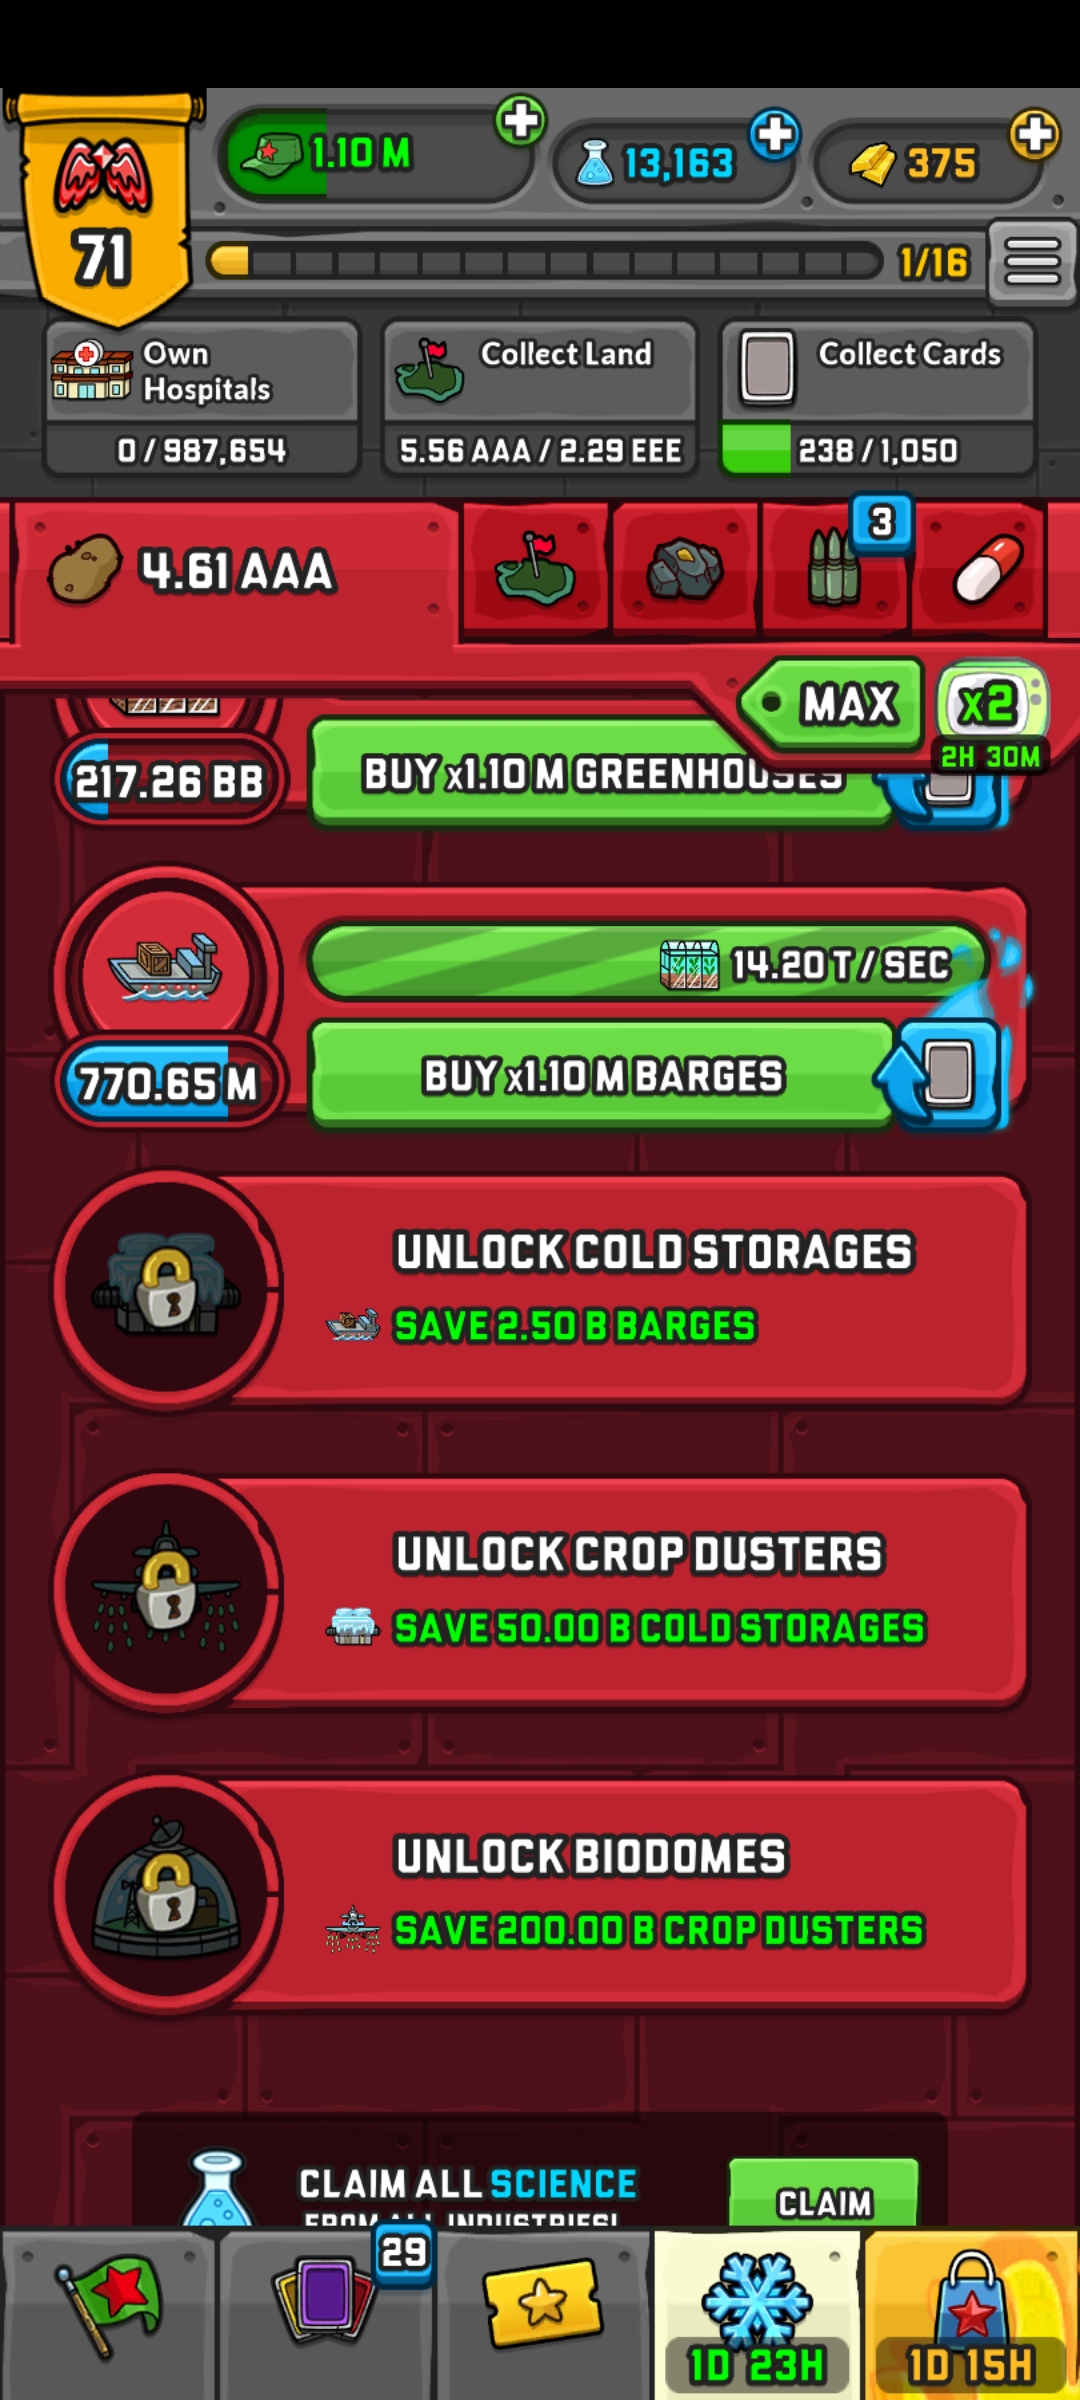 1.10 M
13,163
375
71
1/16
Own
Hospitals
0 / 987,654
Collect Land
5.56 AAA / 2.29 EEE
Collect Cards
238 / 1,050
4.61 AAA
3
MAX
x2
2H 30M
217.26 BB
BUY x1.10 M GREENHOUSES
14.20 T / SEC
770.65 M
BUY x1.10 M BARGES
UNLOCK COLD STORAGES
SAVE 2.50 B BARGES
UNLOCK CROP DUSTERS
SAVE 50.00 B COLD STORAGES
UNLOCK BIODOMES
SAVE 200.00 B CROP DUSTERS
CLAIM ALL SCIENCE
FROM ALL INDUSTRIES!
CLAIM
29
1D 23H
1D 15H